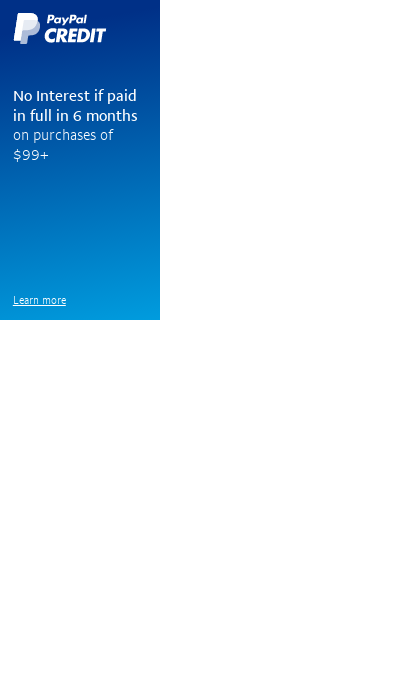 PayPal
CREDIT
No Interest if paid
in full in 6 months
on purchases of
$99+
Learn more